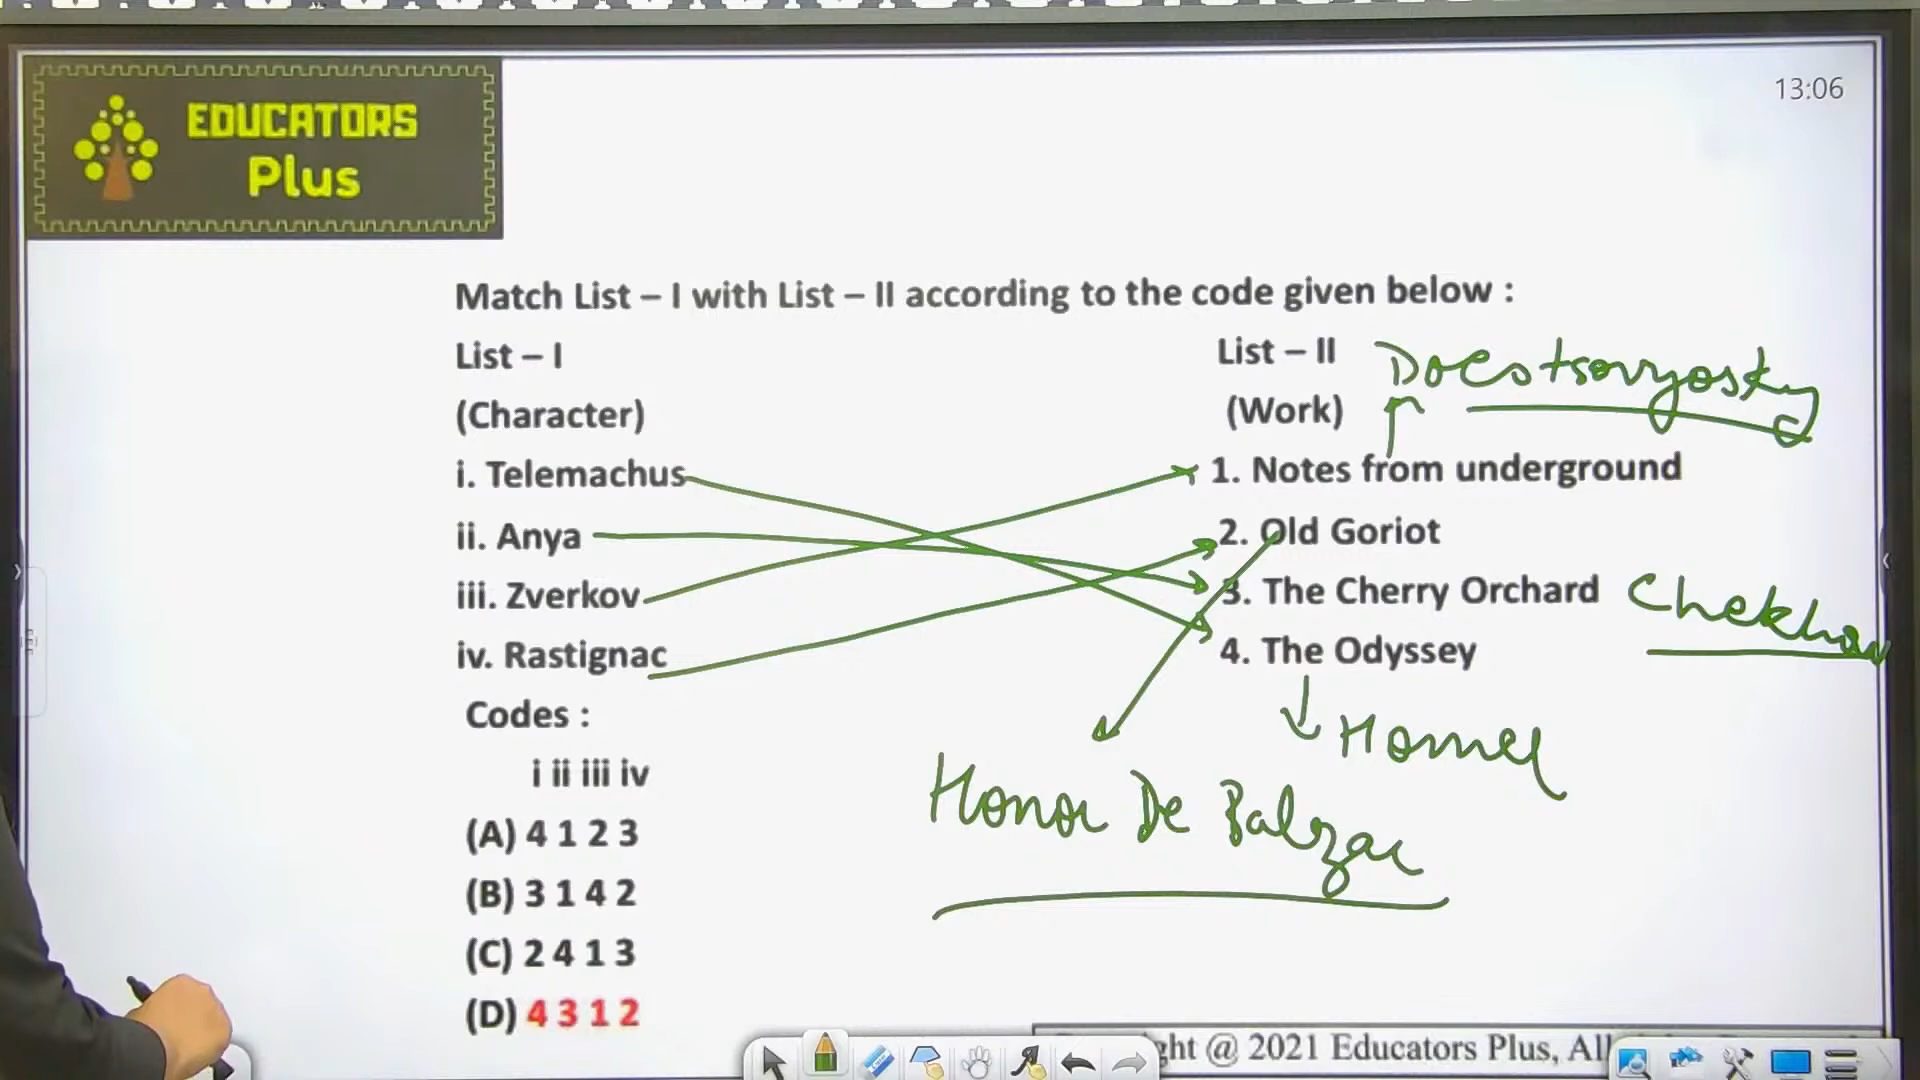 EDUCATORS
Plus
13:06
Match List – I with List – II according to the code given below :
List – I
List – II
Doestsovyosky
(Character)
(Work)
i. Telemachus
1. Notes from underground
ii. Anya
2. Old Goriot
iii. Zverkov
3. The Cherry Orchard
Chekhov
iv. Rastignac
4. The Odyssey
Codes :
Homer
i ii iii iv
Honor De Balzac
(A) 4 1 2 3
(B) 3 1 4 2
(C) 2 4 1 3
(D) 4 3 1 2
ght @ 2021 Educators Plus, All